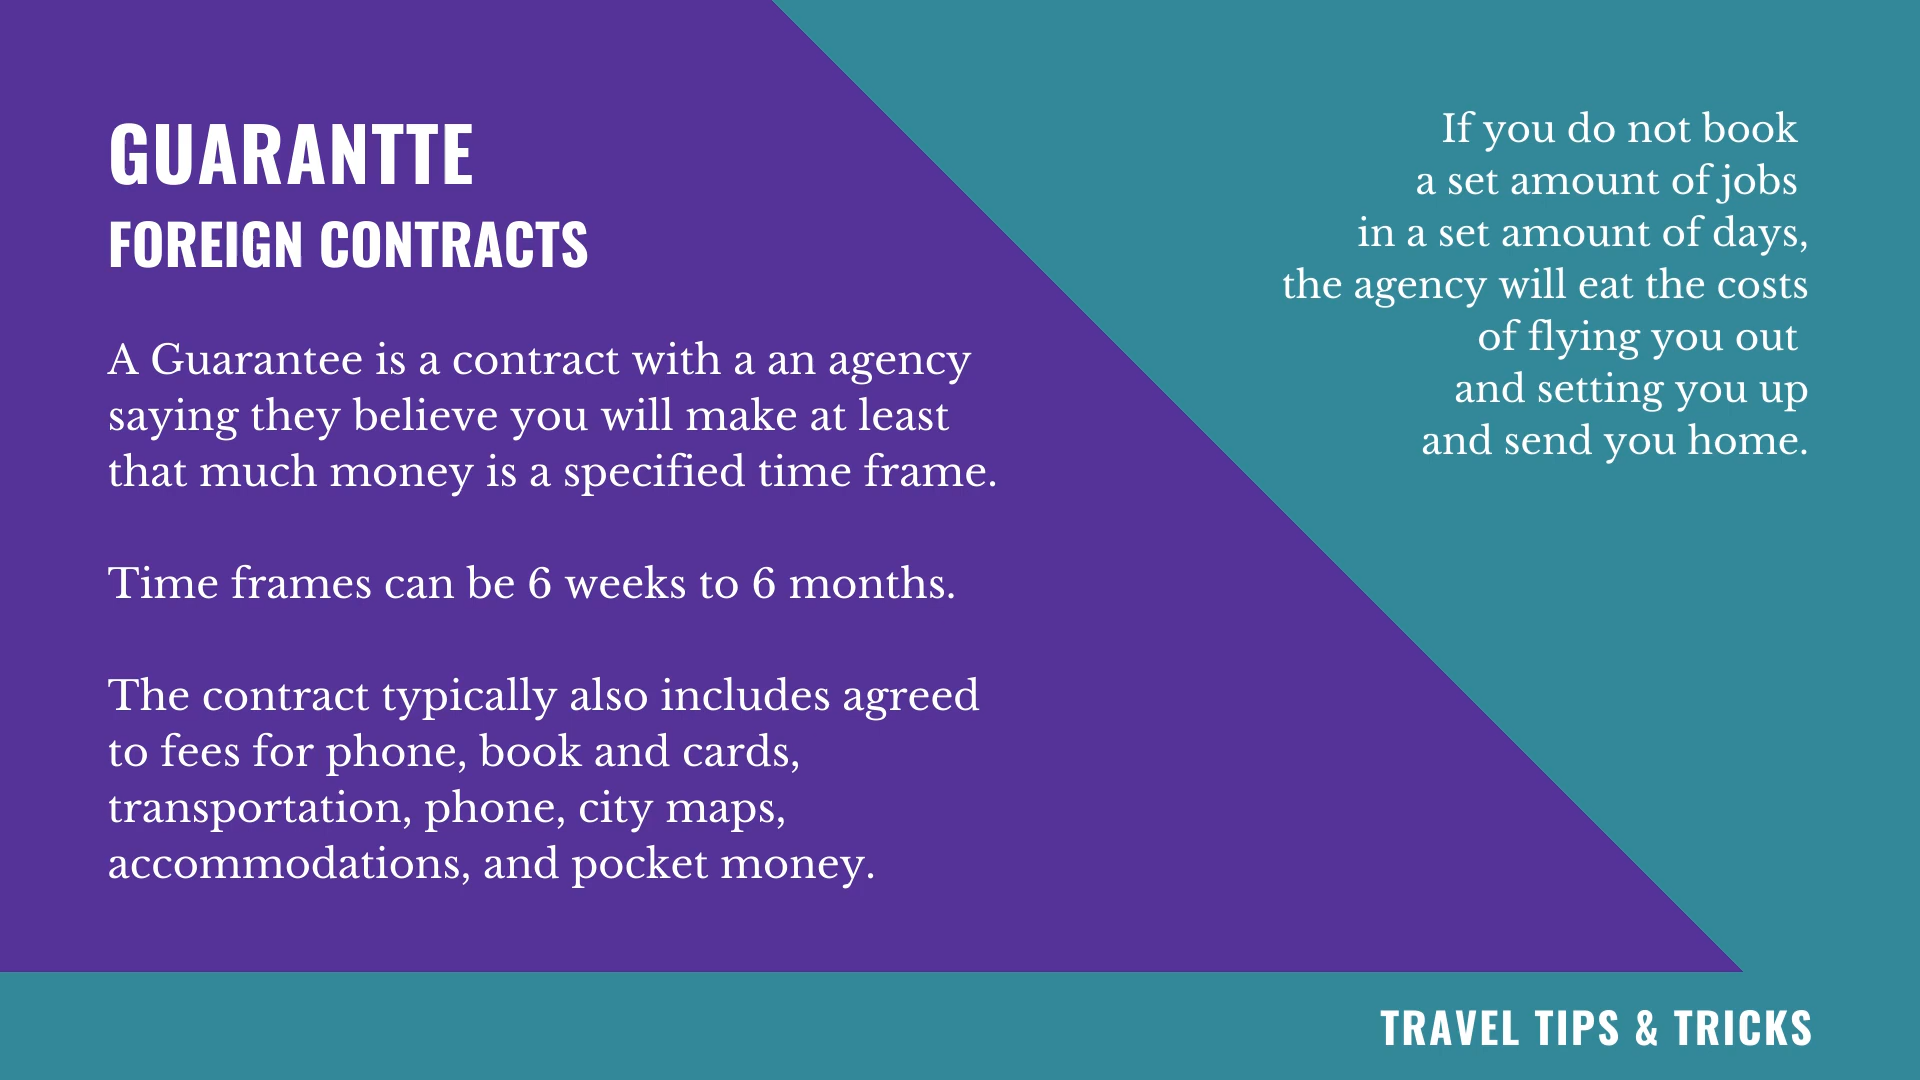 GUARANTTE
FOREIGN CONTRACTS
A Guarantee is a contract with a an agency
saying they believe you will make at least
that much money is a specified time frame.
Time frames can be 6 weeks to 6 months.
The contract typically also includes agreed
to fees for phone, book and cards,
transportation, phone, city maps,
accommodations, and pocket money.
If you do not book
a set amount of jobs
in a set amount of days,
the agency will eat the costs
of flying you out
and setting you up
and send you home.
TRAVEL TIPS & TRICKS